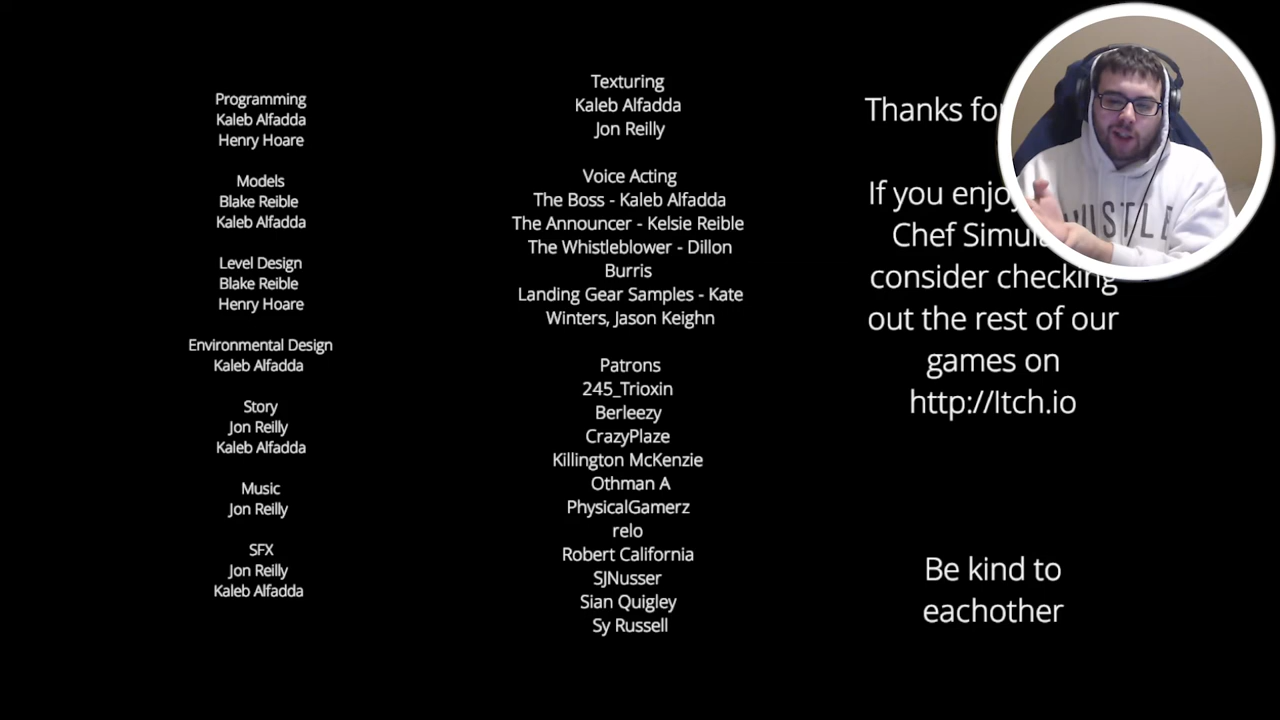 Programming
Kaleb Alfadda
Henry Hoare
Models
Blake Reible
Kaleb Alfadda
Level Design
Blake Reible
Henry Hoare
Environmental Design
Kaleb Alfadda
Story
Jon Reilly
Kaleb Alfadda
Music
Jon Reilly
SFX
Jon Reilly
Kaleb Alfadda
Texturing
Kaleb Alfadda
Jon Reilly
Voice Acting
The Boss - Kaleb Alfadda
The Announcer - Kelsie Reible
The Whistleblower - Dillon
Burris
Landing Gear Samples - Kate
Winters, Jason Keighn
Patrons
245_Trioxin
Berleezy
CrazyPlaze
Killington McKenzie
Othman A
PhysicalGamerz
relo
Robert California
SJNusser
Sian Quigley
Sy Russell
Thanks
If you
Chef
consider checking
out the rest of our
games on
http://Itch.io
Be kind to
eachother